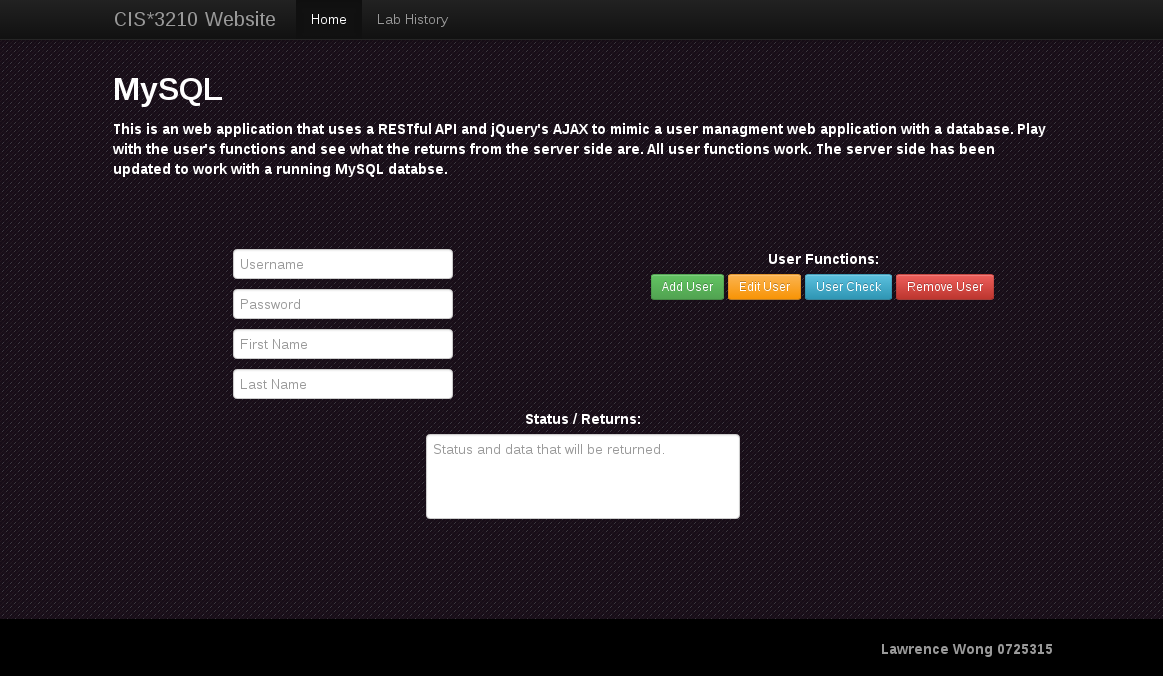 CIS*3210 Website Home Lab History
MySQL
This is an web application that uses a RESTful API and jQuery's AJAX to mimic a user managment web application with a database. Play
with the user's functions and see what the returns from the server side are. All user functions work. The server side has been
updated to work with a running MySQL databse.
Username
Password
First Name
Last Name
User Functions:
Add User Edit User User Check Remove User
Status / Returns:
Status and data that will be returned.
Lawrence Wong 0725315